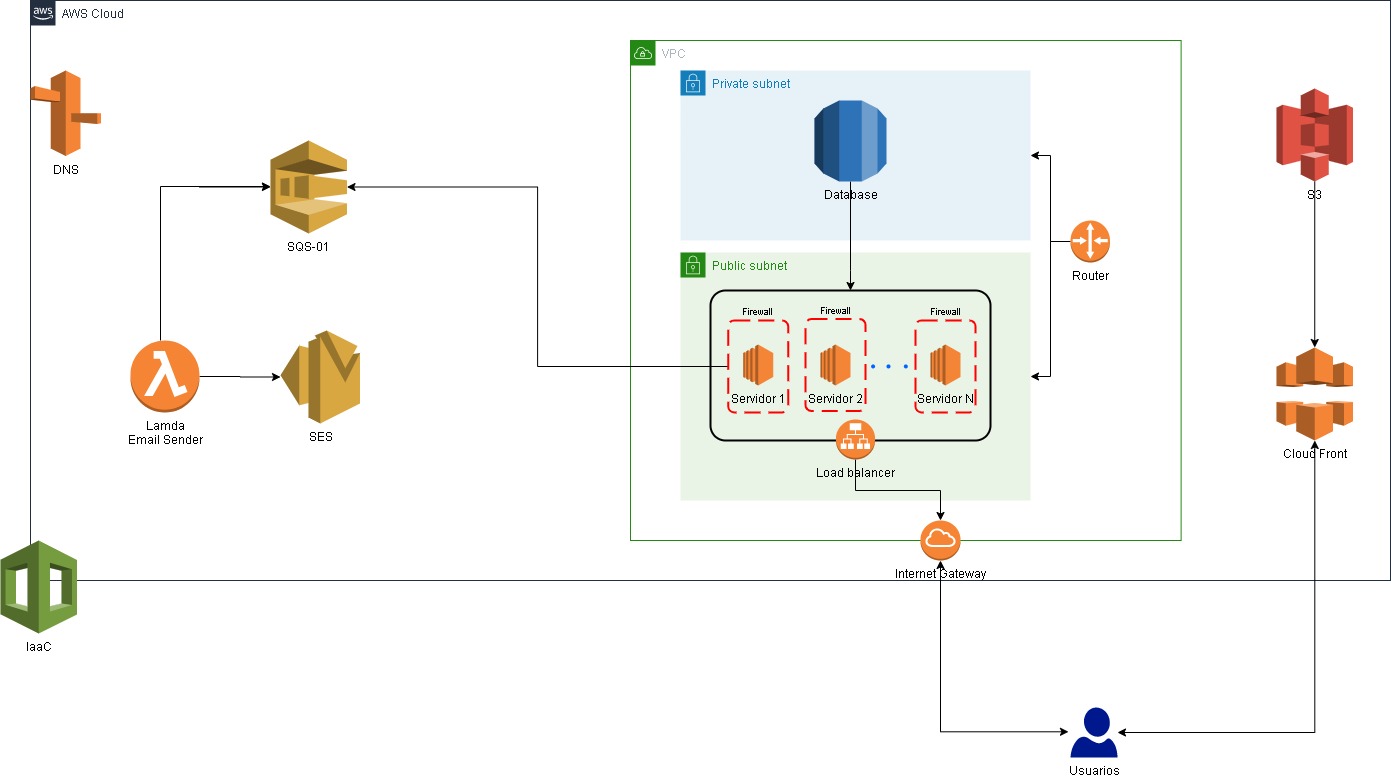 aws
AWS Cloud
VPC
Private subnet
DNS
Database
S3
SQS-01
Public subnet
Router
Firewall
Firewall
Firewall
Servidor 1
Servidor 2
Servidor N
Lamda
Email Sender
SES
Cloud Front
Load balancer
Internet Gateway
IaaC
Usuarios